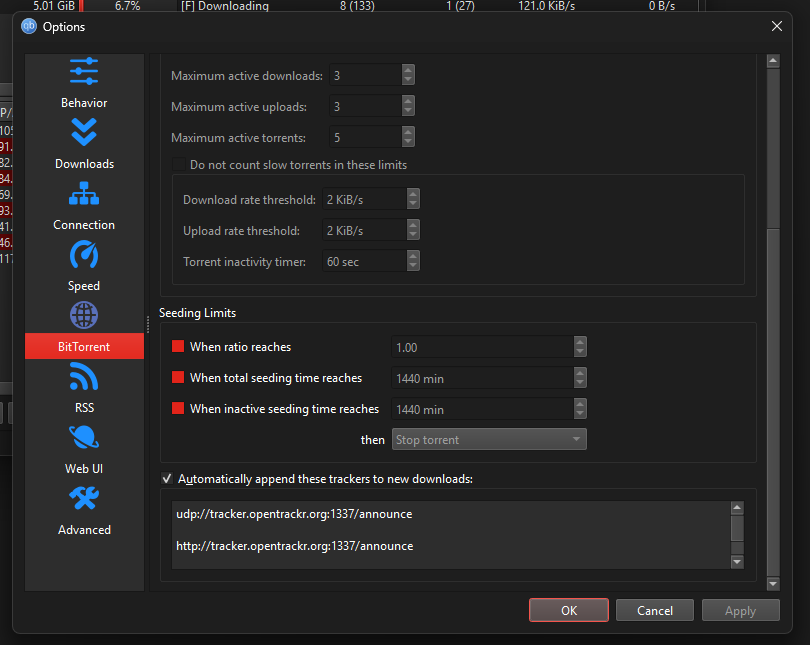 5.01 GiB 6.7% [F] Downloading 8 (133) 1 (27) 121.0 KiB/s 0 B/s
qb Options
Behavior
Downloads
Connection
Speed
BitTorrent
RSS
Web UI
Advanced
Maximum active downloads: 3
Maximum active uploads: 3
Maximum active torrents: 5
Do not count slow torrents in these limits
Download rate threshold: 2 KiB/s
Upload rate threshold: 2 KiB/s
Torrent inactivity timer: 60 sec
Seeding Limits
When ratio reaches 1.00
When total seeding time reaches 1440 min
When inactive seeding time reaches 1440 min
then Stop torrent
Automatically append these trackers to new downloads:
udp://tracker.opentrackr.org:1337/announce
http://tracker.opentrackr.org:1337/announce
OK Cancel Apply